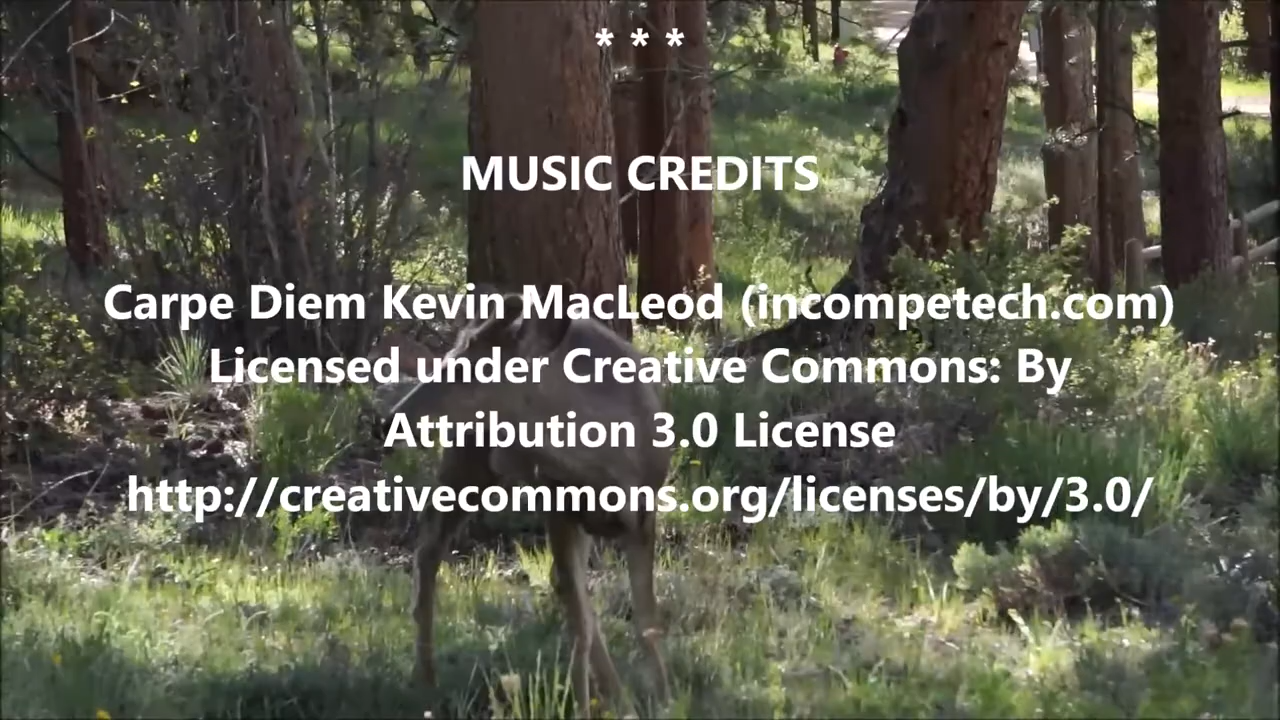 * * *
MUSIC CREDITS
Carpe Diem Kevin MacLeod (incompetech.com)
Licensed under Creative Commons: By
Attribution 3.0 License
http://creativecommons.org/licenses/by/3.0/